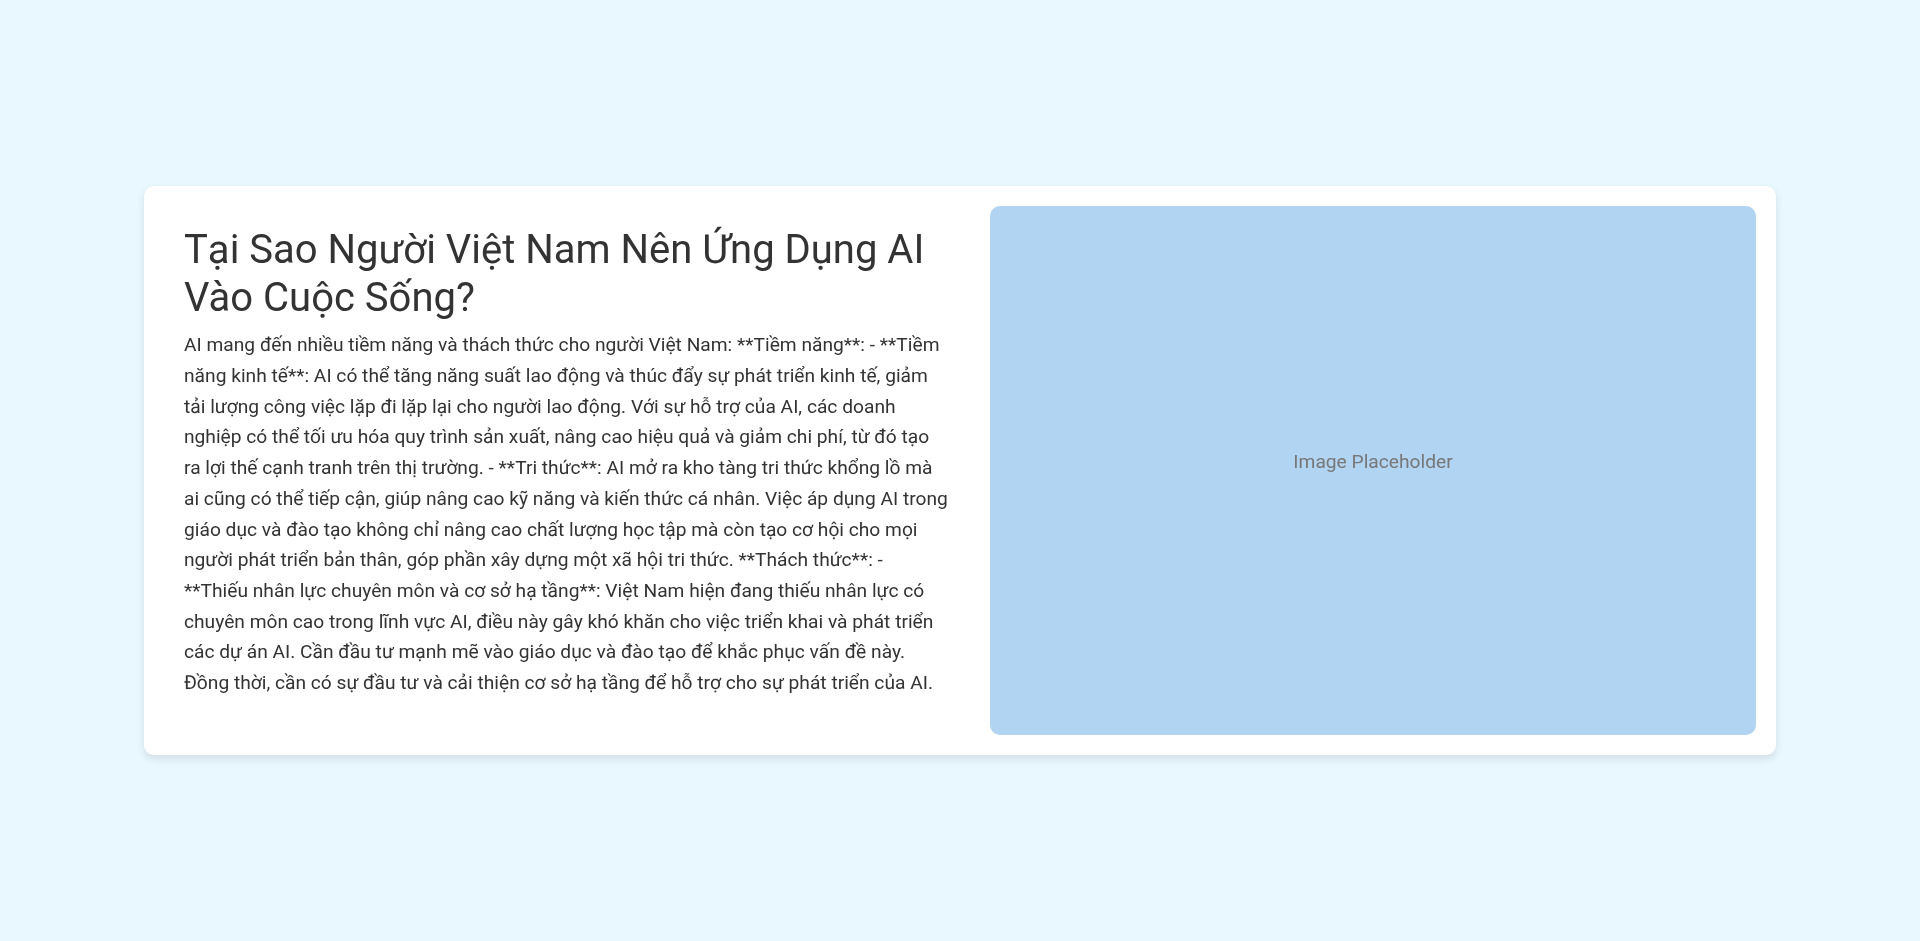 Tại Sao Người Việt Nam Nên Ứng Dụng AI
Vào Cuộc Sống?
AI mang đến nhiều tiềm năng và thách thức cho người Việt Nam: **Tiềm năng**: - **Tiềm
năng kinh tế**: AI có thể tăng năng suất lao động và thúc đẩy sự phát triển kinh tế, giảm
tải lượng công việc lặp đi lặp lại cho người lao động. Với sự hỗ trợ của AI, các doanh
nghiệp có thể tối ưu hóa quy trình sản xuất, nâng cao hiệu quả và giảm chi phí, từ đó tạo
ra lợi thế cạnh tranh trên thị trường. - **Tri thức**: AI mở ra kho tàng tri thức khổng lồ mà
ai cũng có thể tiếp cận, giúp nâng cao kỹ năng và kiến thức cá nhân. Việc áp dụng AI trong
giáo dục và đào tạo không chỉ nâng cao chất lượng học tập mà còn tạo cơ hội cho mọi
người phát triển bản thân, góp phần xây dựng một xã hội tri thức. **Thách thức**: -
**Thiếu nhân lực chuyên môn và cơ sở hạ tầng**: Việt Nam hiện đang thiếu nhân lực có
chuyên môn cao trong lĩnh vực AI, điều này gây khó khăn cho việc triển khai và phát triển
các dự án AI. Cần đầu tư mạnh mẽ vào giáo dục và đào tạo để khắc phục vấn đề này.
Đồng thời, cần có sự đầu tư và cải thiện cơ sở hạ tầng để hỗ trợ cho sự phát triển của AI.
Image Placeholder